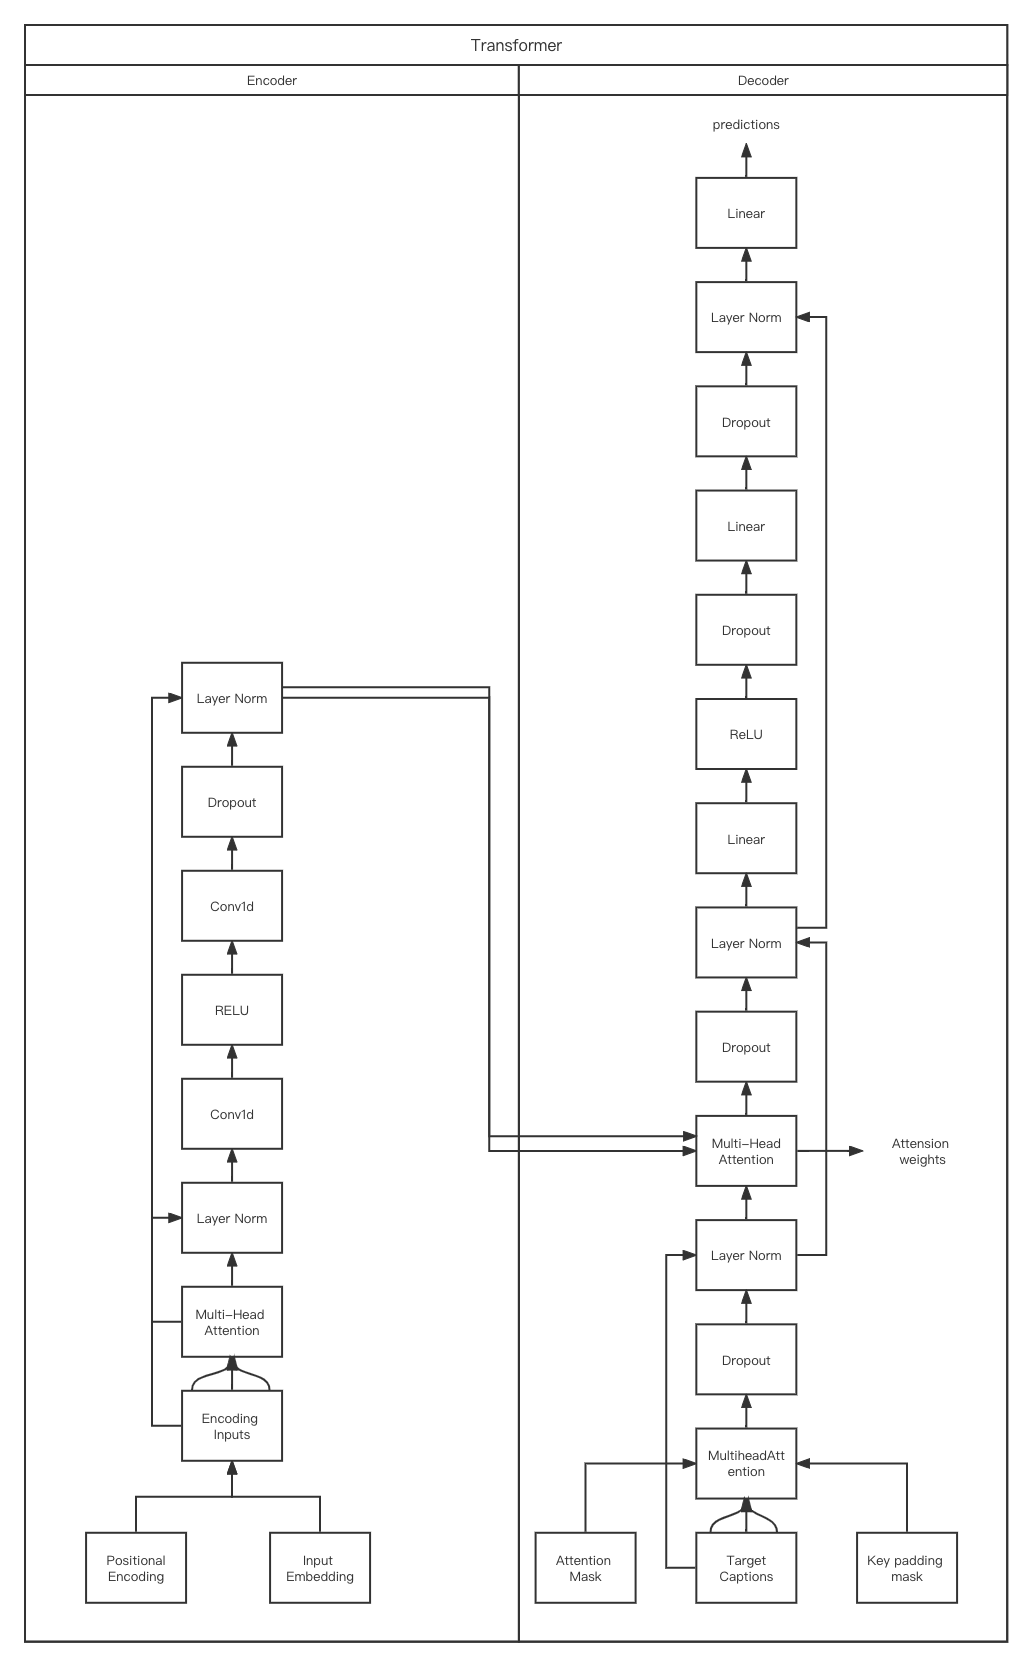 Transformer
Encoder
Decoder
predictions
Linear
Layer Norm
Dropout
Linear
Dropout
ReLU
Linear
Layer Norm
Dropout
Multi-Head
Attention
Attension
weights
Layer Norm
Dropout
MultiheadAtt
ention
Attention
Mask
Target
Captions
Key padding
mask
Layer Norm
Dropout
Conv1d
RELU
Conv1d
Layer Norm
Multi-Head
Attention
Encoding
Inputs
Positional
Encoding
Input
Embedding